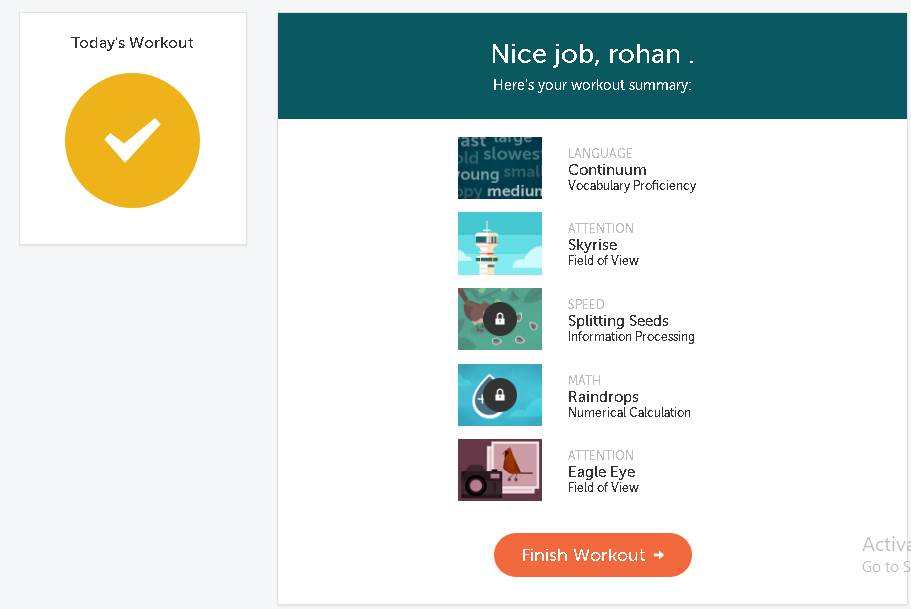 Today's Workout
Nice job, rohan .
Here's your workout summary:
large
slowest
old
young small
medium
LANGUAGE
Continuum
Vocabulary Proficiency
ATTENTION
Skyrise
Field of View
SPEED
Splitting Seeds
Information Processing
MATH
Raindrops
Numerical Calculation
ATTENTION
Eagle Eye
Field of View
Finish Workout →
Activa
Go to S